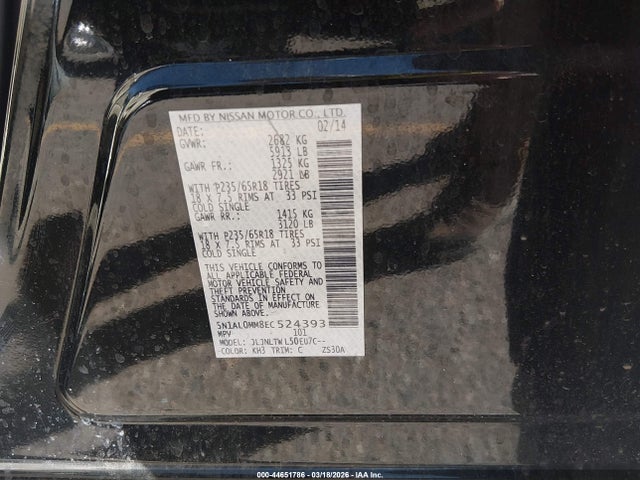 MFD BY NISSAN MOTOR CO., LTD.
DATE: 02/14
GVWR: 2682 KG
5913 LB
GAWR FR.: 1325 KG
2921 LB
WITH P235/65R18 TIRES
18 X 7.5 RIMS AT 33 PSI
COLD SINGLE
GAWR RR.: 1415 KG
3120 LB
WITH P235/65R18 TIRES
18 X 7.5 RIMS AT 33 PSI
COLD SINGLE
THIS VEHICLE CONFORMS TO
ALL APPLICABLE FEDERAL
MOTOR VEHICLE SAFETY AND
THEFT PREVENTION
STANDARDS IN EFFECT ON
THE DATE OF MANUFACTURE
SHOWN ABOVE.
5N1AL0MM8EC524393
MPV 101
MODEL: JLJNLTWL50EU7C--
COLOR: KH3 TRIM: C ZS30A
000-44651786 - 03/18/2026 - IAA Inc.